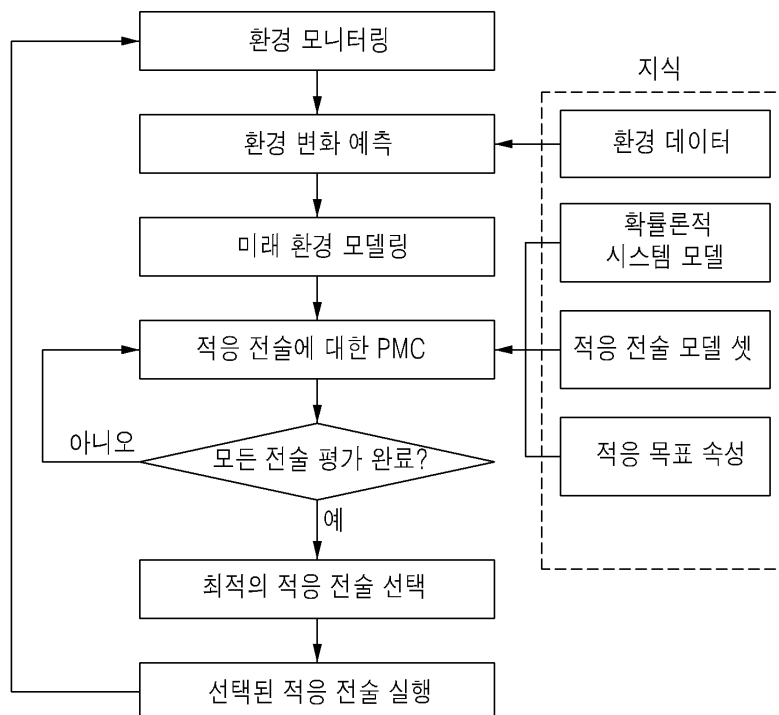 환경 모니터링
환경 변화 예측
미래 환경 모델링
적응 전술에 대한 PMC
아니오
모든 전술 평가 완료?
예
최적의 적응 전술 선택
선택된 적응 전술 실행
지식
환경 데이터
확률론적
시스템 모델
적응 전술 모델 셋
적응 목표 속성